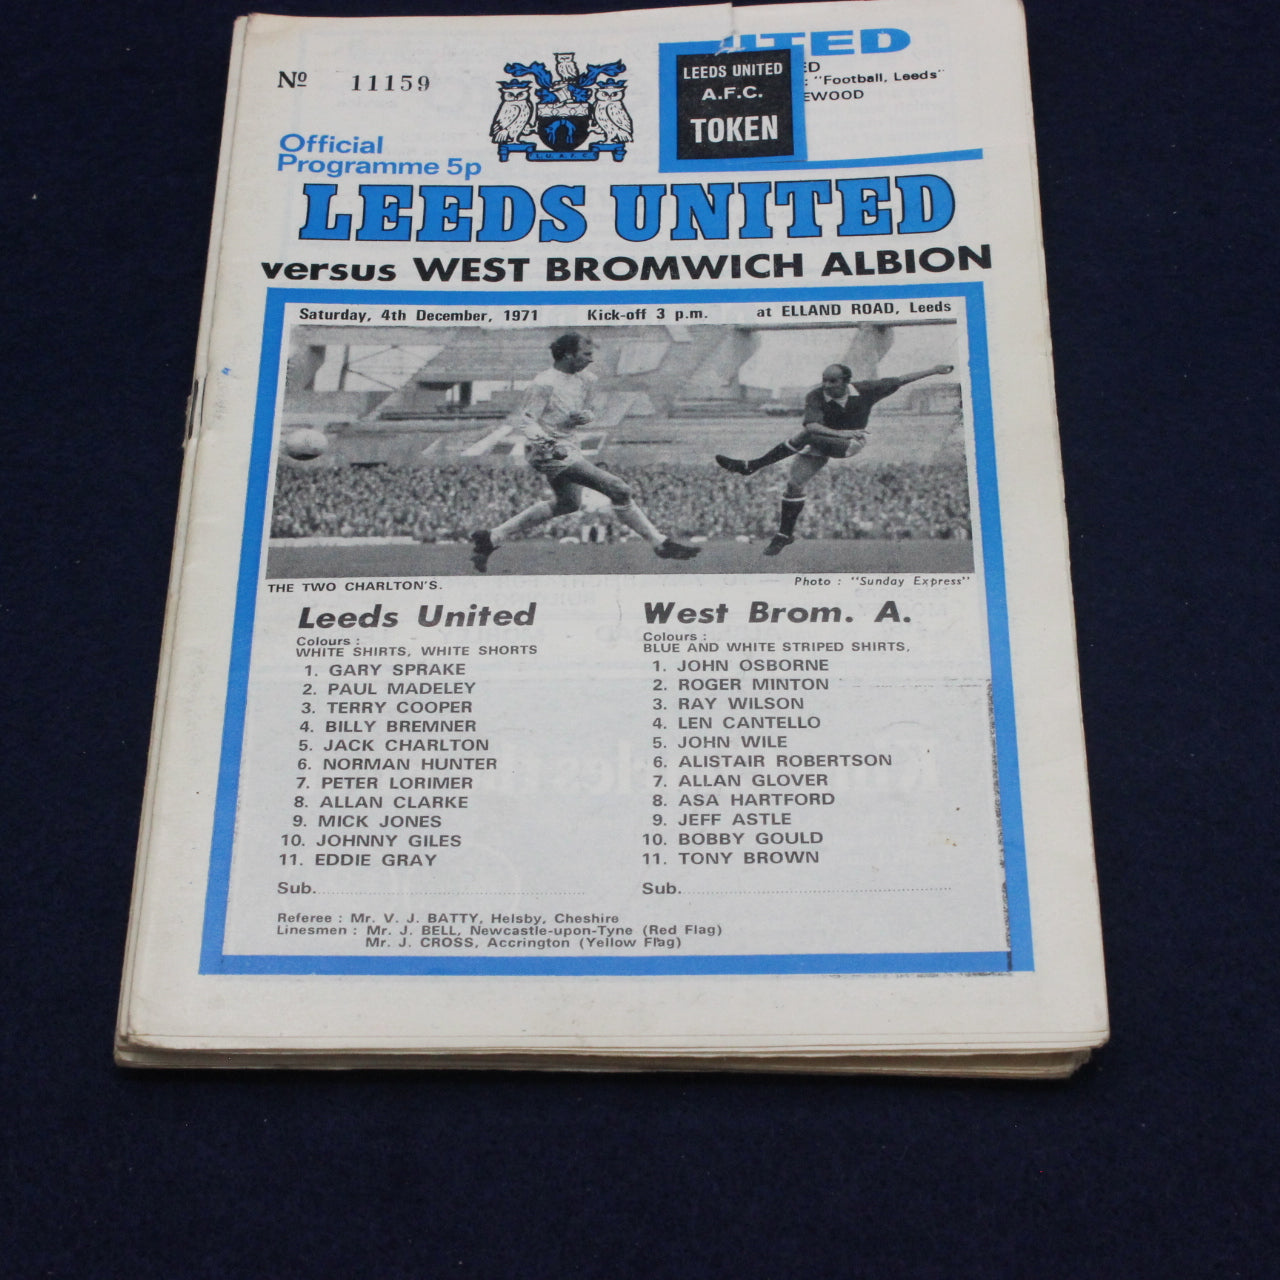 Nº 11159
ITED
LEEDS UNITED
A.F.C.
TOKEN
ED
: "Football, Leeds"
EWOOD
Official
Programme 5p
L.U.A.F.C.
LEEDS UNITED
versus WEST BROMWICH ALBION
Saturday, 4th December, 1971 Kick-off 3 p.m. at ELLAND ROAD, Leeds
THE TWO CHARLTON'S. Photo : "Sunday Express"
Leeds United
Colours :
WHITE SHIRTS, WHITE SHORTS
1. GARY SPRAKE
2. PAUL MADELEY
3. TERRY COOPER
4. BILLY BREMNER
5. JACK CHARLTON
6. NORMAN HUNTER
7. PETER LORIMER
8. ALLAN CLARKE
9. MICK JONES
10. JOHNNY GILES
11. EDDIE GRAY
Sub.
West Brom. A.
Colours :
BLUE AND WHITE STRIPED SHIRTS,
1. JOHN OSBORNE
2. ROGER MINTON
3. RAY WILSON
4. LEN CANTELLO
5. JOHN WILE
6. ALISTAIR ROBERTSON
7. ALLAN GLOVER
8. ASA HARTFORD
9. JEFF ASTLE
10. BOBBY GOULD
11. TONY BROWN
Sub.
Referee : Mr. V. J. BATTY, Helsby, Cheshire
Linesmen : Mr. J. BELL, Newcastle-upon-Tyne (Red Flag)
Mr. J. CROSS, Accrington (Yellow Flag)